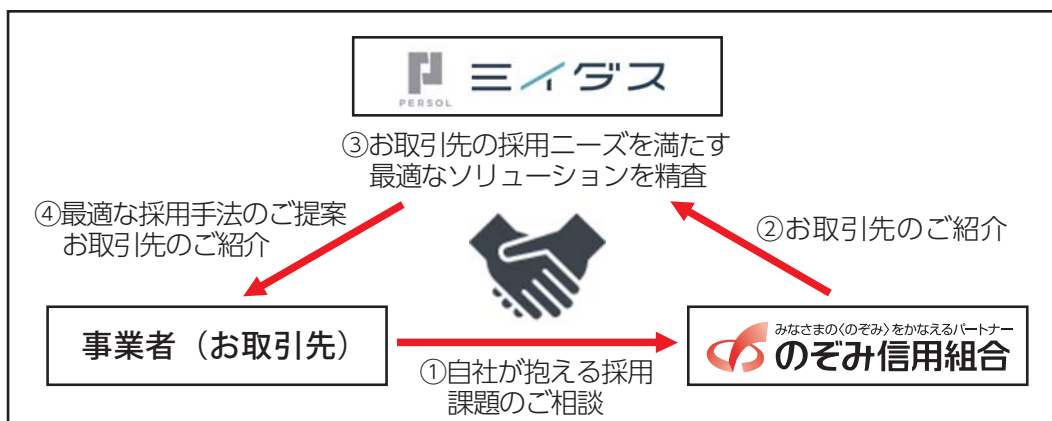 PERSOL
ミイダス
③お取引先の採用ニーズを満たす
最適なソリューションを精査
④最適な採用手法のご提案
お取引先のご紹介
②お取引先のご紹介
事業者（お取引先）
みなさまの〈のぞみ〉をかなえるパートナー
のぞみ信用組合
①自社が抱える採用
課題のご相談